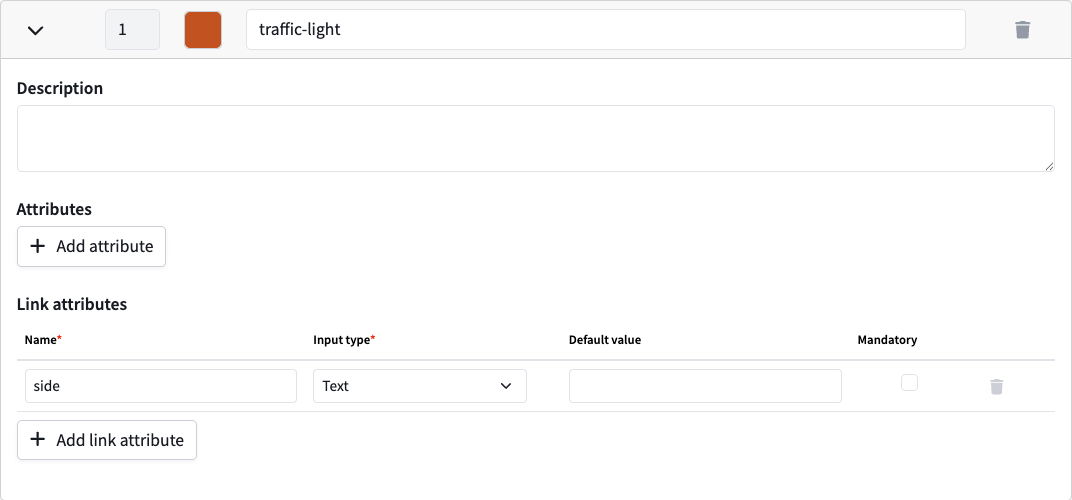 1 traffic-light
Description
Attributes
+ Add attribute
Link attributes
Name* Input type* Default value Mandatory
side Text
+ Add link attribute